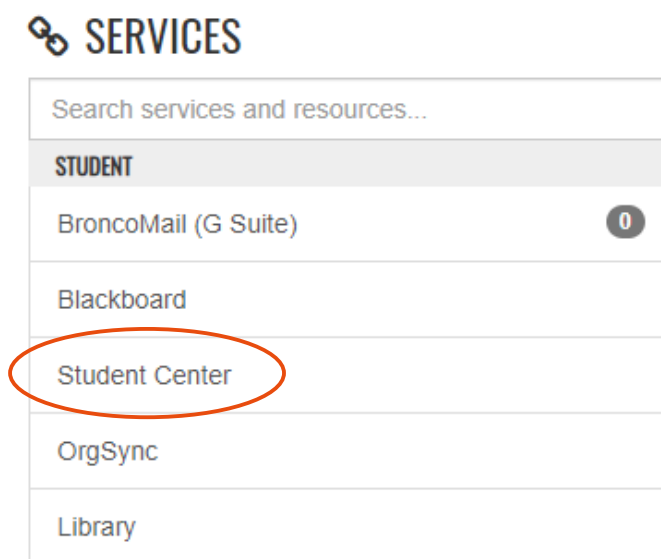 SERVICES
Search services and resources...
STUDENT
BroncoMail (G Suite) 0
Blackboard
Student Center
OrgSync
Library